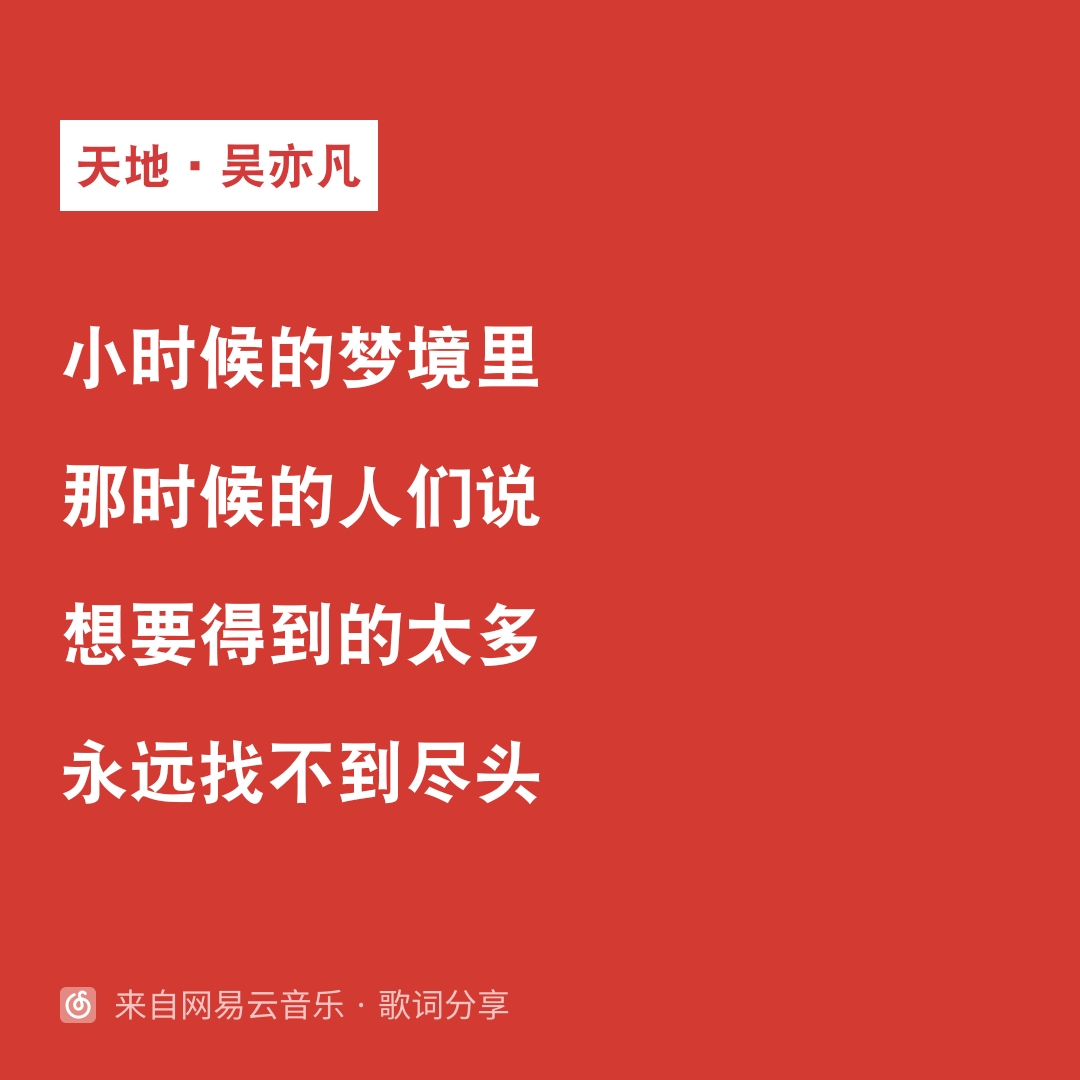 天地·吴亦凡
小时候的梦境里
那时候的人们说
想要得到的太多
永远找不到尽头
来自网易云音乐·歌词分享